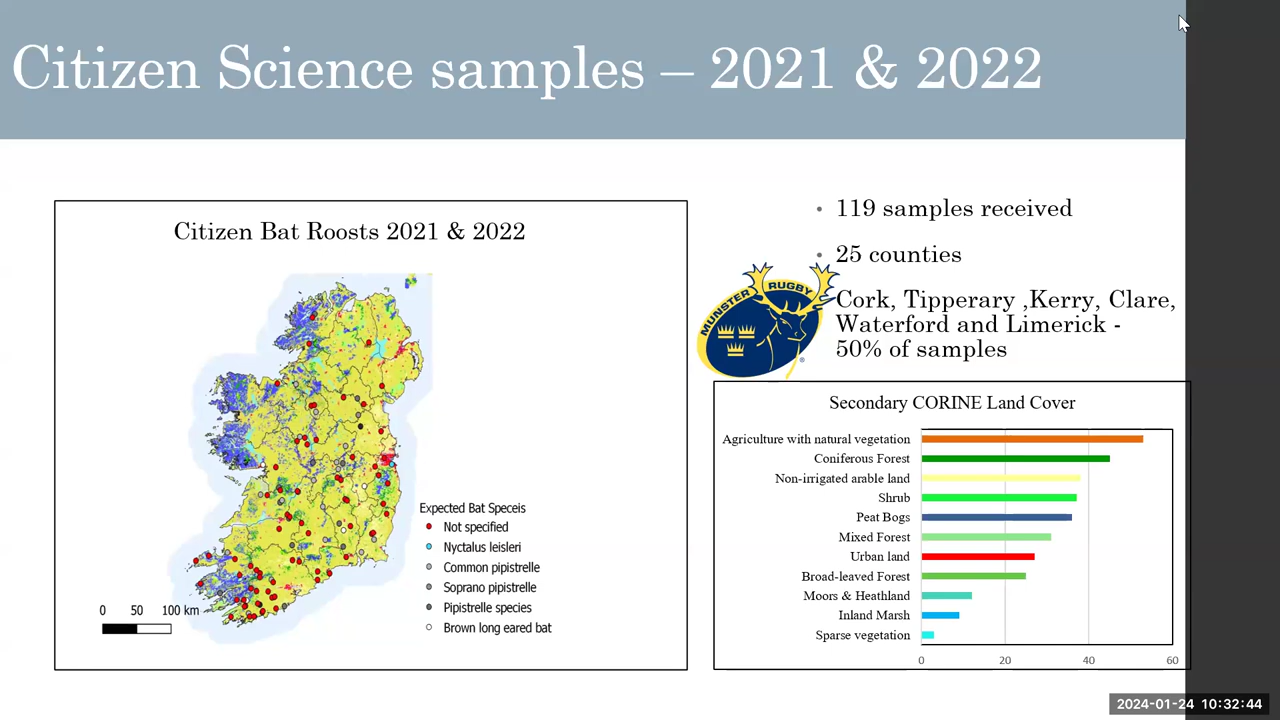 Citizen Science samples – 2021 & 2022
Citizen Bat Roosts 2021 & 2022
Expected Bat Speceis
Not specified
Nyctalus leisleri
Common pipistrelle
Soprano pipistrelle
Pipistrelle species
Brown long eared bat
0 50 100 km
• 119 samples received
• 25 counties
Cork, Tipperary ,Kerry, Clare,
Waterford and Limerick -
50% of samples
MUNSTER RUGBY
®
Secondary CORINE Land Cover
Agriculture with natural vegetation
Coniferous Forest
Non-irrigated arable land
Shrub
Peat Bogs
Mixed Forest
Urban land
Broad-leaved Forest
Moors & Heathland
Inland Marsh
Sparse vegetation
0 20 40 60
2024-01-24 10:32:44